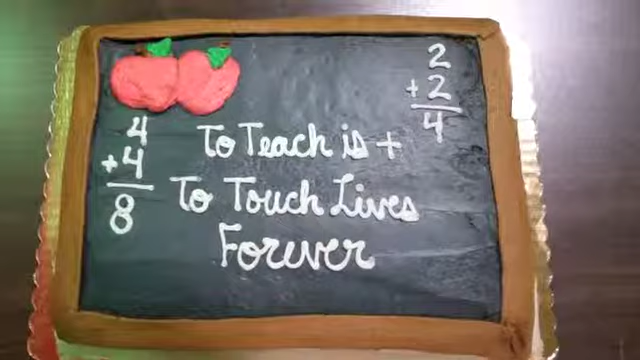 2
+ 2
4
4
+ 4
8
To Teach is +
To Touch Lives
Forever